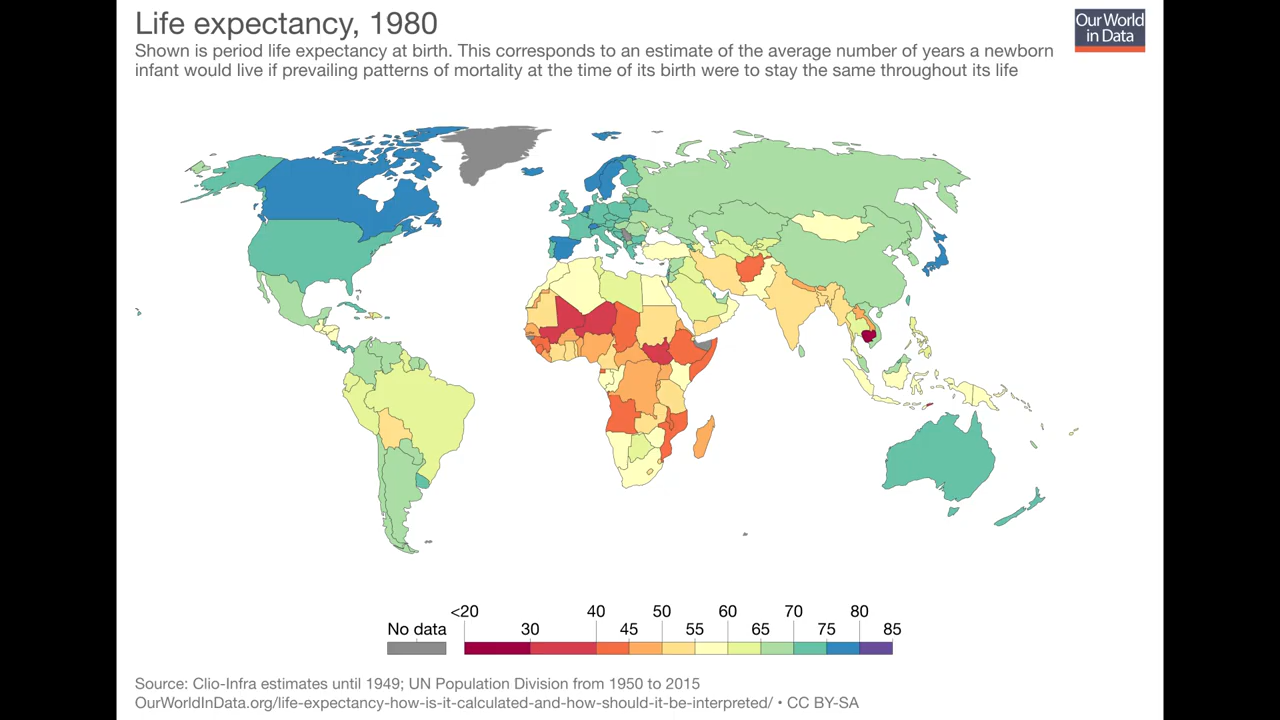 Life expectancy, 1980
Our World
in Data
Shown is period life expectancy at birth. This corresponds to an estimate of the average number of years a newborn
infant would live if prevailing patterns of mortality at the time of its birth were to stay the same throughout its life
<20 40 50 60 70 80
No data 30 45 55 65 75 85
Source: Clio-Infra estimates until 1949; UN Population Division from 1950 to 2015
OurWorldInData.org/life-expectancy-how-is-it-calculated-and-how-should-it-be-interpreted/ • CC BY-SA